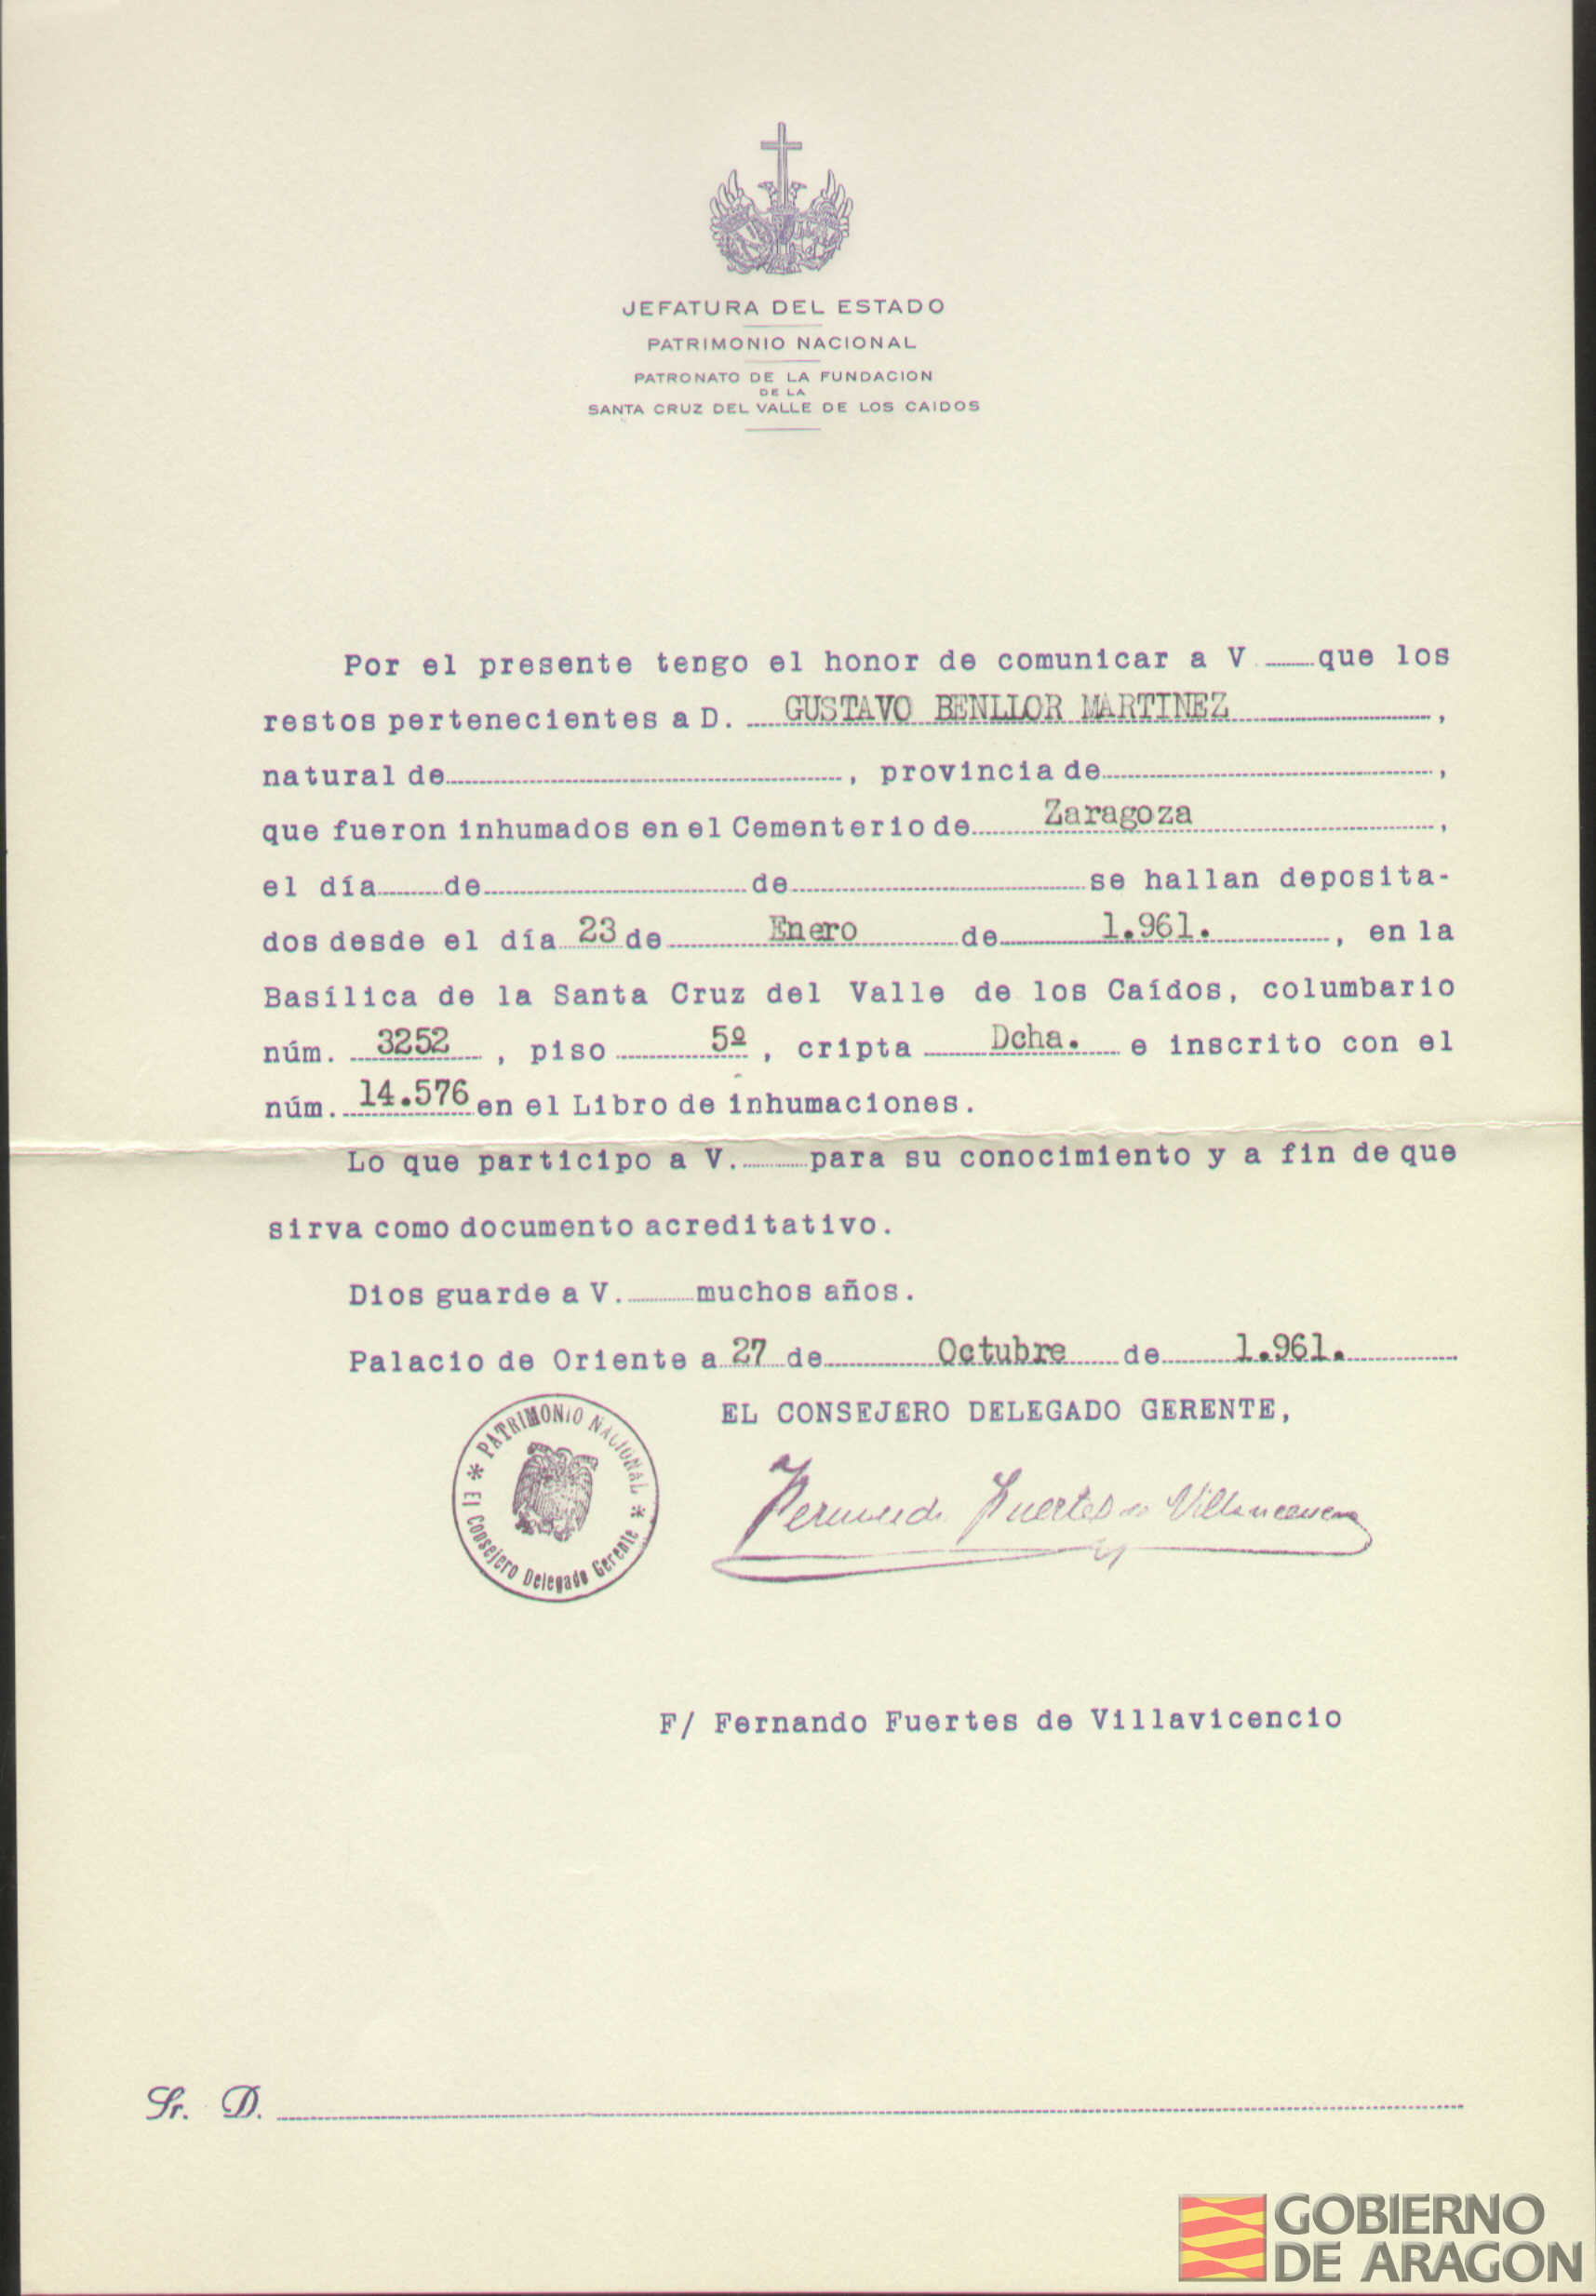 JEFATURA DEL ESTADO
PATRIMONIO NACIONAL
PATRONATO DE LA FUNDACION
DE LA
SANTA CRUZ DEL VALLE DE LOS CAIDOS
Por el presente tengo el honor de comunicar a V ...... que los
restos pertenecientes a D. GUSTAVO BENLLOR MARTINEZ,
natural de ......, provincia de ......,
que fueron inhumados en el Cementerio de Zaragoza,
el día ...... de ...... de ...... se hallan deposita-
dos desde el día 23 de Enero de 1.961., en la
Basílica de la Santa Cruz del Valle de los Caídos, columbario
núm. 3252, piso 5º, cripta Dcha. e inscrito con el
núm. 14.576 en el Libro de inhumaciones.
Lo que participo a V. ...... para su conocimiento y a fin de que
sirva como documento acreditativo.
Dios guarde a V. ...... muchos años.
Palacio de Oriente a 27 de Octubre de 1.961.
EL CONSEJERO DELEGADO GERENTE,
* PATRIMONIO NACIONAL *
El Consejero Delegado Gerente
Fernando Fuertes de Villavicencio
F/ Fernando Fuertes de Villavicencio
Sr. D. ......
GOBIERNO
DE ARAGON